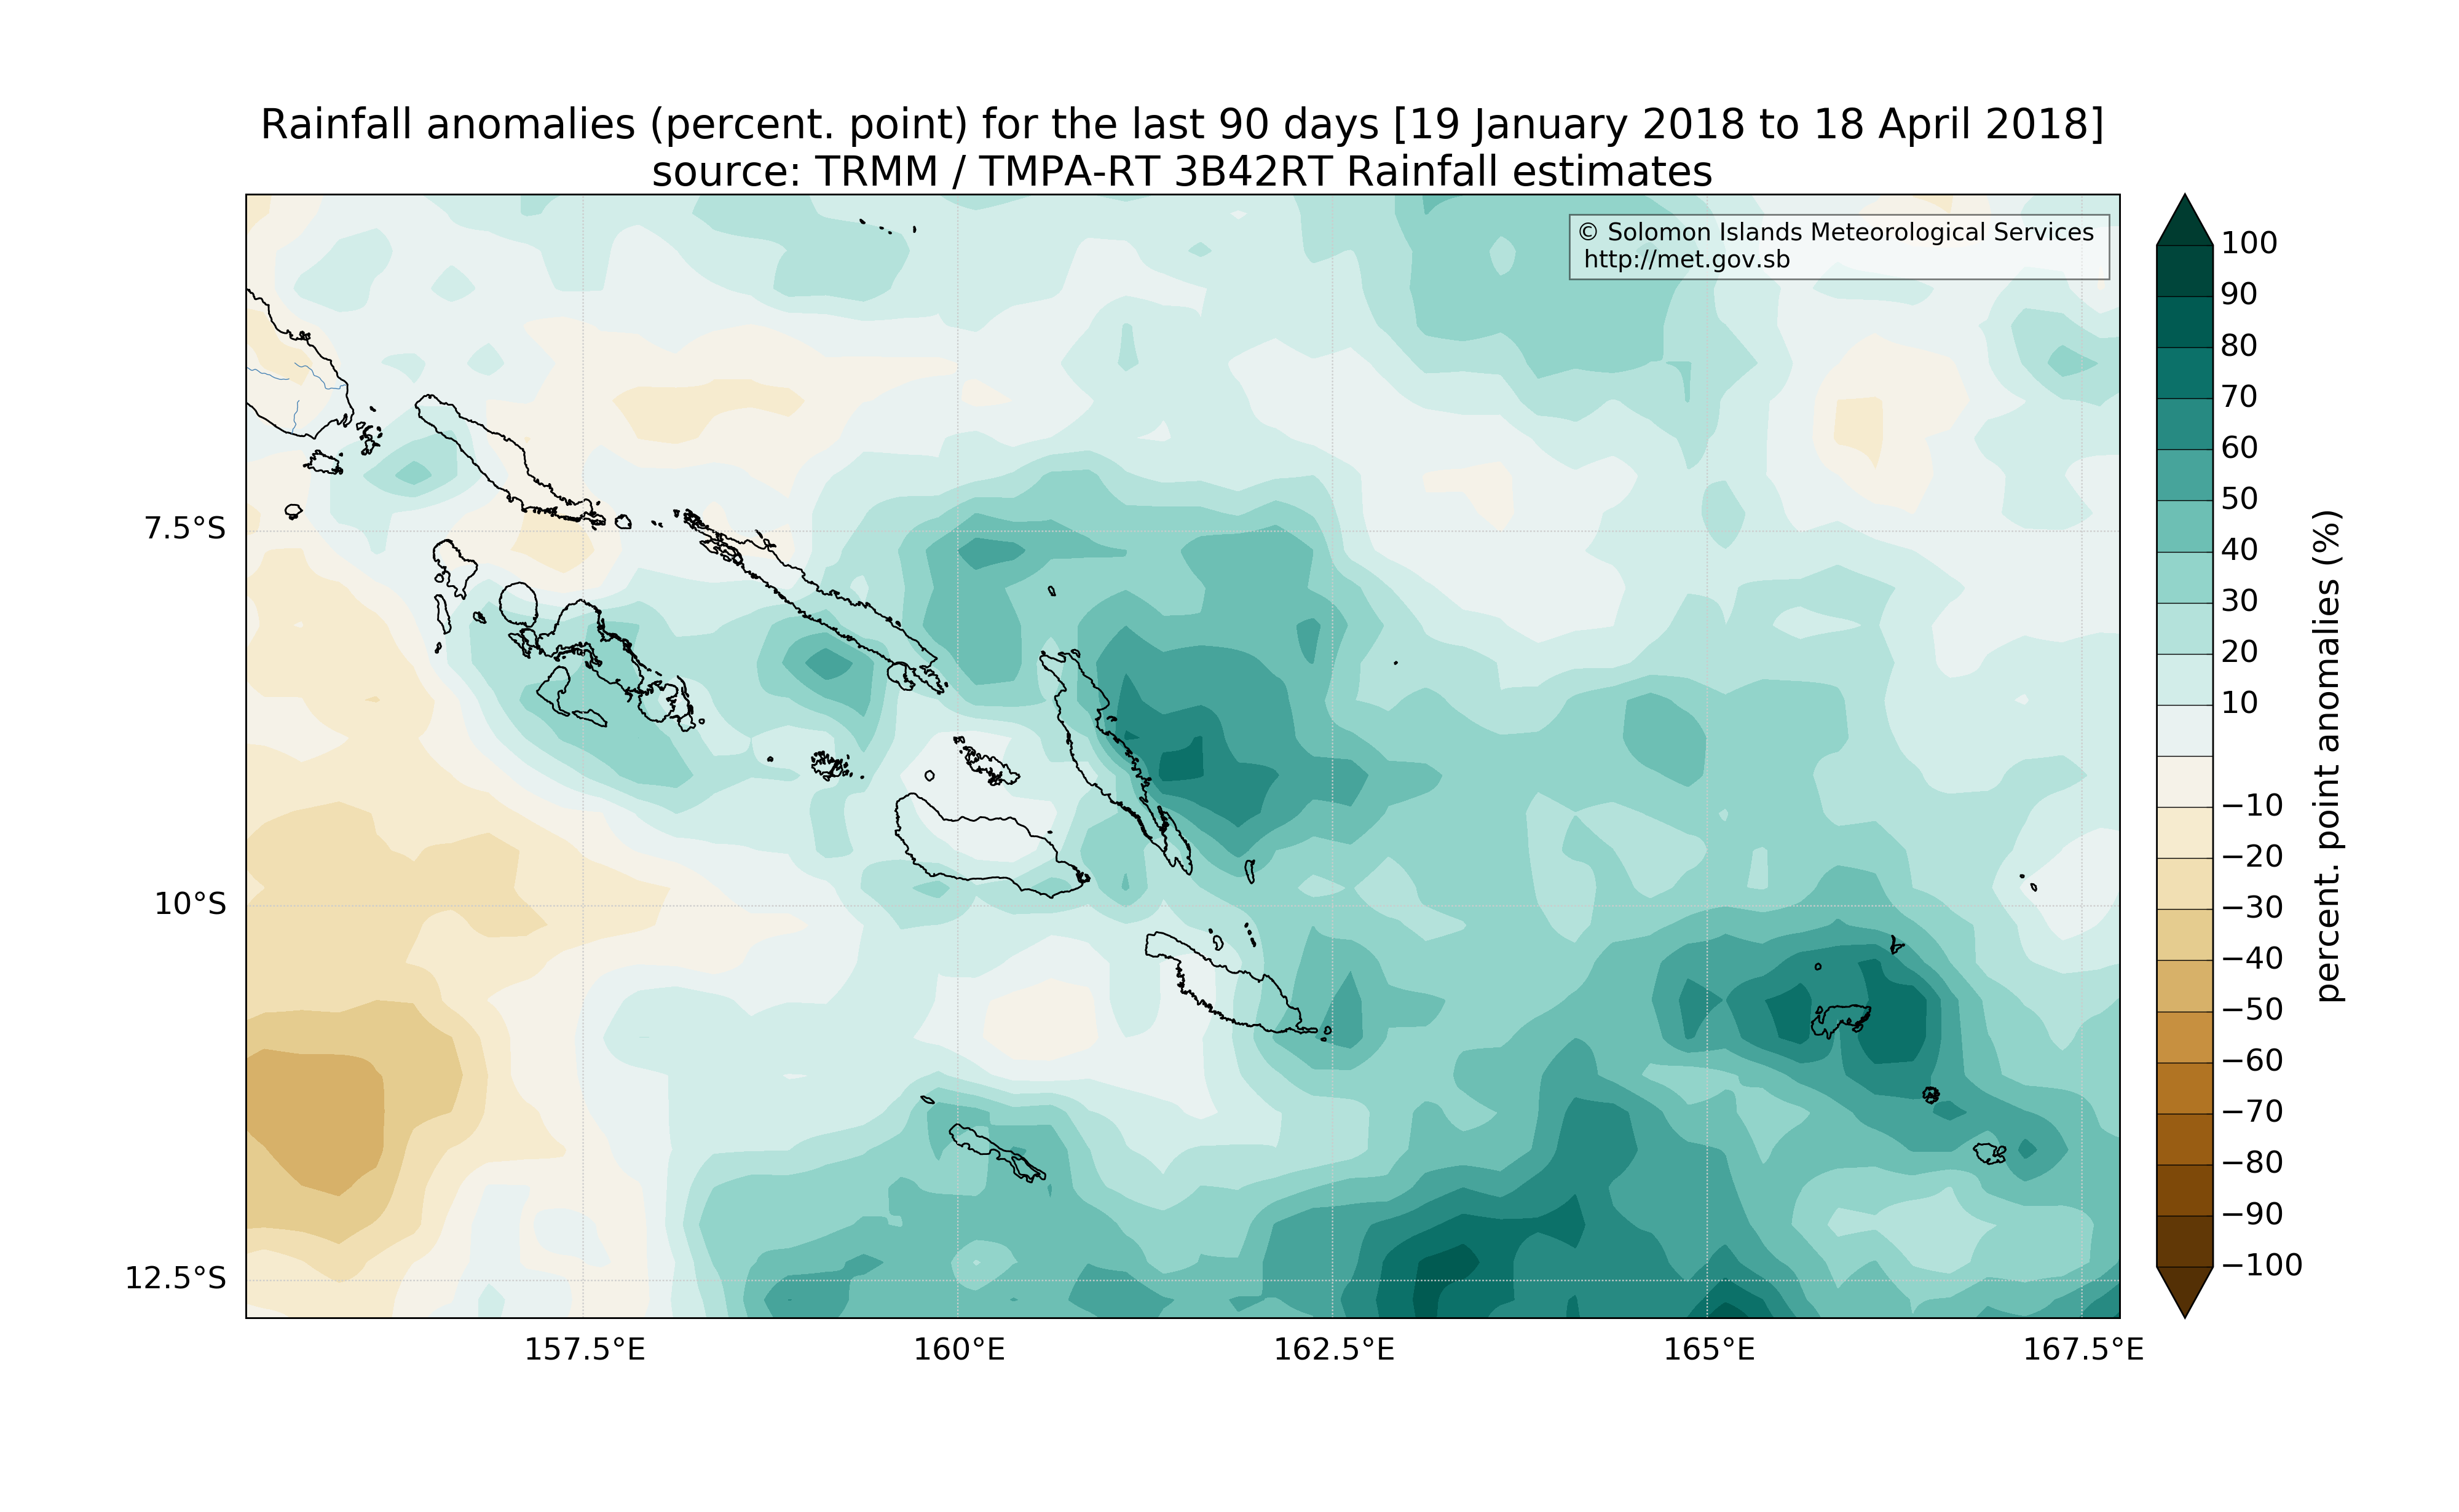 Rainfall anomalies (percent. point) for the last 90 days [19 January 2018 to 18 April 2018]
source: TRMM / TMPA-RT 3B42RT Rainfall estimates
© Solomon Islands Meteorological Services
http://met.gov.sb
7.5°S
10°S
12.5°S
157.5°E
160°E
162.5°E
165°E
167.5°E
100
90
80
70
60
50
40
30
20
10
−10
−20
−30
−40
−50
−60
−70
−80
−90
−100
percent. point anomalies (%)